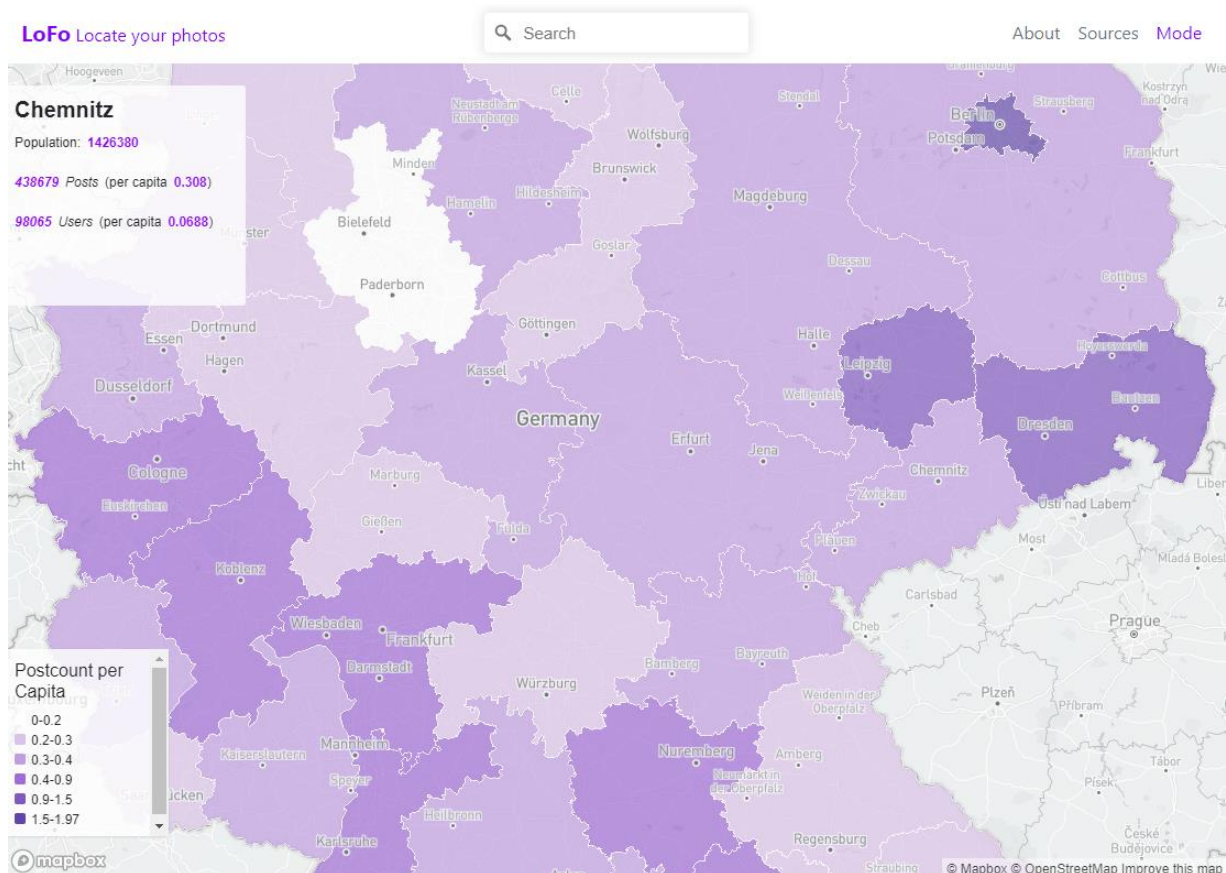 LoFo Locate your photos
Search
About Sources Mode
Chemnitz
Population: 1426380
438679 Posts (per capita 0.308)
98065 Users (per capita 0.0688)
Hoogeveen
Celle
Stendal
Kostrzyn
nad Odrą
Neustadt am
Rübenberge
Strausberg
Berlin
Wolfsburg
Potsdam
Frankfurt
Minden
Brunswick
Hildesheim
Magdeburg
Hamelin
Bielefeld
Goslar
Dessau
Paderborn
Cottbus
Dortmund
Göttingen
Essen
Halle
Hoyerswerda
Hagen
Kassel
Leipzig
Dusseldorf
Weißenfels
Bautzen
Germany
Dresden
Erfurt
Jena
Cologne
Marburg
Chemnitz
Euskirchen
Zwickau
Gießen
Fulda
Ústí nad Labem
Plauen
Most
Koblenz
Hof
Carlsbad
Wiesbaden
Frankfurt
Cheb
Prague
Darmstadt
Bamberg
Bayreuth
Würzburg
Weiden in der
Oberpfalz
Plzeň
Příbram
Postcount per
Capita
0-0.2
0.2-0.3
0.3-0.4
0.4-0.9
0.9-1.5
1.5-1.97
Kaiserslautern
Mannheim
Nuremberg
Amberg
Tábor
Speyer
Neumarkt in
der Oberpfalz
Písek
Heilbronn
Karlsruhe
Regensburg
České
Budějovice
Straubing
mapbox
© Mapbox © OpenStreetMap Improve this map